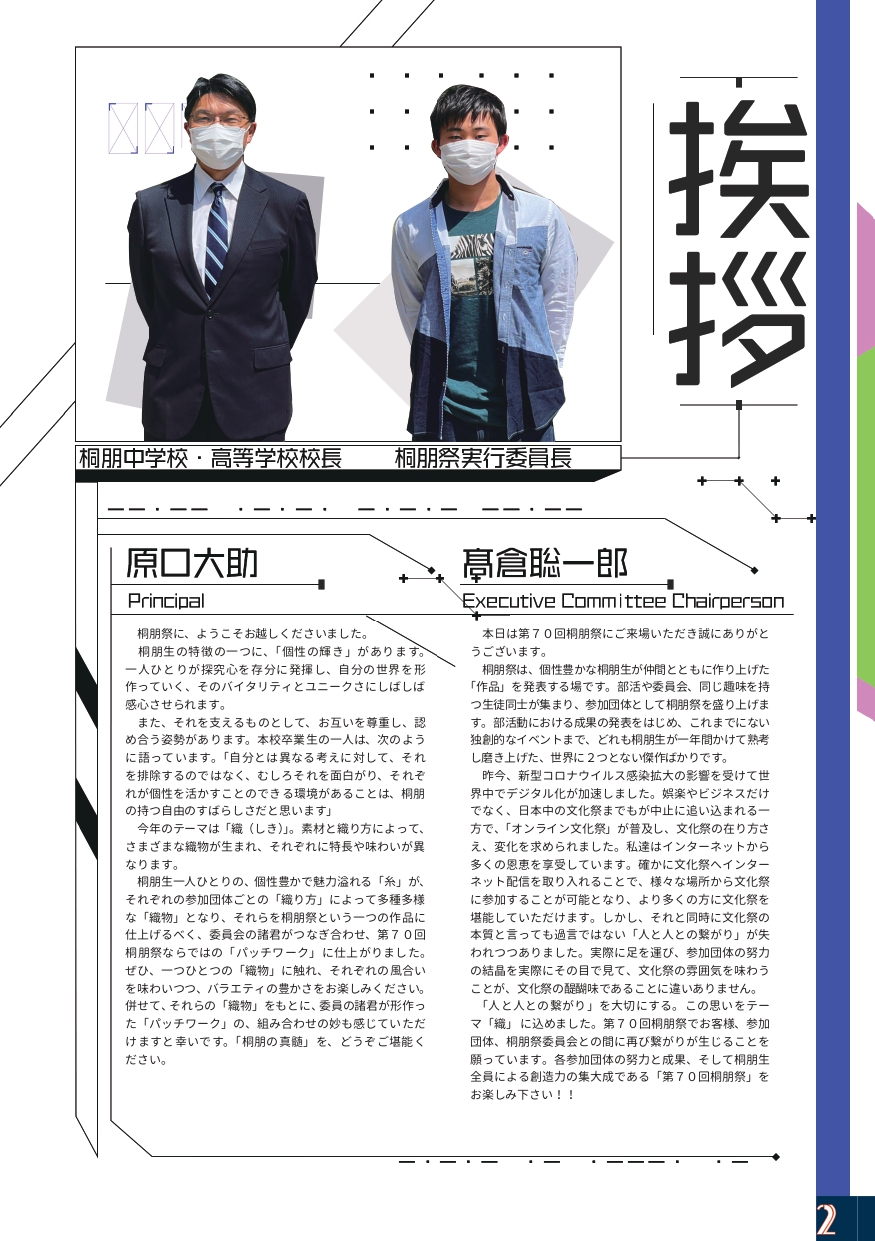 挨拶
桐朋中学校・高等学校校長
桐朋祭実行委員長
原口大助
Principal
桐朋祭に、ようこそお越しくださいました。
桐朋生の特徴の一つに、「個性の輝き」があります。
一人ひとりが探究心を存分に発揮し、自分の世界を形
作っていく、そのバイタリティとユニークさにしばしば
感心させられます。
また、それを支えるものとして、お互いを尊重し、認
め合う姿勢があります。本校卒業生の一人は、次のよう
に語っています。「自分とは異なる考えに対して、それ
を排除するのではなく、むしろそれを面白がり、それぞ
れが個性を活かすことのできる環境があることは、桐朋
の持つ自由のすばらしさだと思います」
今年のテーマは「織（しき）」。素材と織り方によって、
さまざまな織物が生まれ、それぞれに特長や味わいが異
なります。
桐朋生一人ひとりの、個性豊かで魅力溢れる「糸」が、
それぞれの参加団体ごとの「織り方」によって多種多様
な「織物」となり、それらを桐朋祭という一つの作品に
仕上げるべく、委員会の諸君がつなぎ合わせ、第７０回
桐朋祭ならではの「パッチワーク」に仕上がりました。
ぜひ、一つひとつの「織物」に触れ、それぞれの風合い
を味わいつつ、バラエティの豊かさをお楽しみください。
併せて、それらの「織物」をもとに、委員の諸君が形作っ
た「パッチワーク」の、組み合わせの妙も感じていただ
けますと幸いです。「桐朋の真髄」を、どうぞご堪能く
ださい。
髙倉聡一郎
Executive Committee Chairperson
本日は第７０回桐朋祭にご来場いただき誠にありがと
うございます。
桐朋祭は、個性豊かな桐朋生が仲間とともに作り上げた
「作品」を発表する場です。部活や委員会、同じ趣味を持
つ生徒同士が集まり、参加団体として桐朋祭を盛り上げま
す。部活動における成果の発表をはじめ、これまでにない
独創的なイベントまで、どれも桐朋生が一年間かけて熟考
し磨き上げた、世界に２つとない傑作ばかりです。
昨今、新型コロナウイルス感染拡大の影響を受けて世
界中でデジタル化が加速しました。娯楽やビジネスだけ
でなく、日本中の文化祭までもが中止に追い込まれる一
方で、「オンライン文化祭」が普及し、文化祭の在り方さ
え、変化を求められました。私達はインターネットから
多くの恩恵を享受しています。確かに文化祭へインター
ネット配信を取り入れることで、様々な場所から文化祭
に参加することが可能となり、より多くの方に文化祭を
堪能していただけます。しかし、それと同時に文化祭の
本質と言っても過言ではない「人と人との繋がり」が失
われつつありました。実際に足を運び、参加団体の努力
の結晶を実際にその目で見て、文化祭の雰囲気を味わう
ことが、文化祭の醍醐味であることに違いありません。
「人と人との繋がり」を大切にする。この思いをテー
マ「織」に込めました。第７０回桐朋祭でお客様、参加
団体、桐朋祭委員会との間に再び繋がりが生じることを
願っています。各参加団体の努力と成果、そして桐朋生
全員による創造力の集大成である「第７０回桐朋祭」を
お楽しみ下さい！！
2